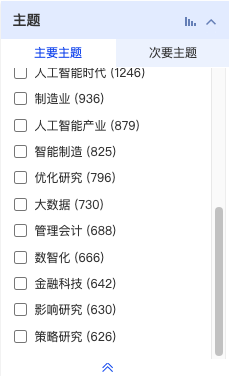 主题
主要主题 次要主题
人工智能时代 (1246)
制造业 (936)
人工智能产业 (879)
智能制造 (825)
优化研究 (796)
大数据 (730)
管理会计 (688)
数智化 (666)
金融科技 (642)
影响研究 (630)
策略研究 (626)